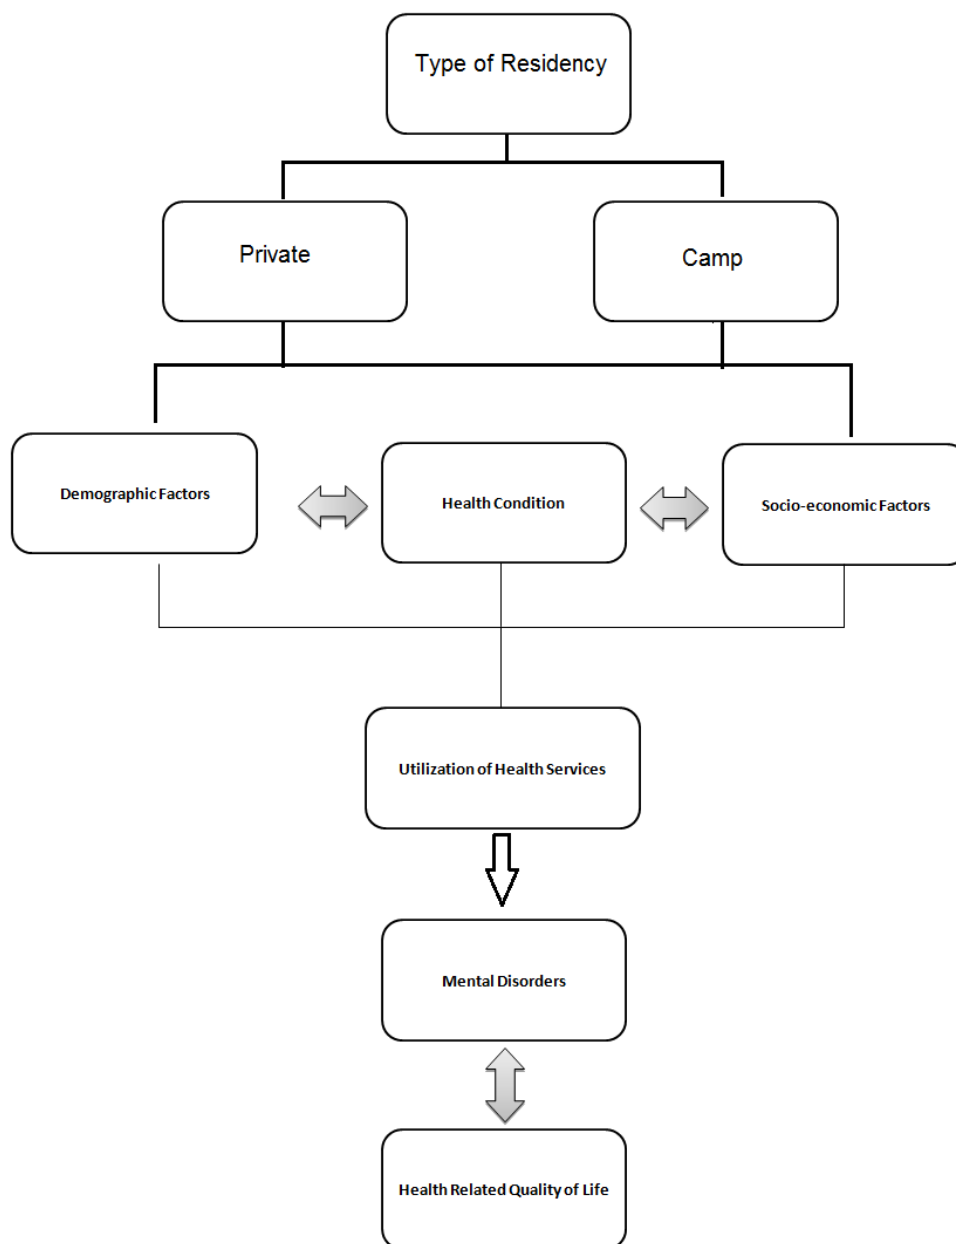 Type of Residency
Private
Camp
Demographic Factors
Health Condition
Socio-economic Factors
Utilization of Health Services
Mental Disorders
Health Related Quality of Life